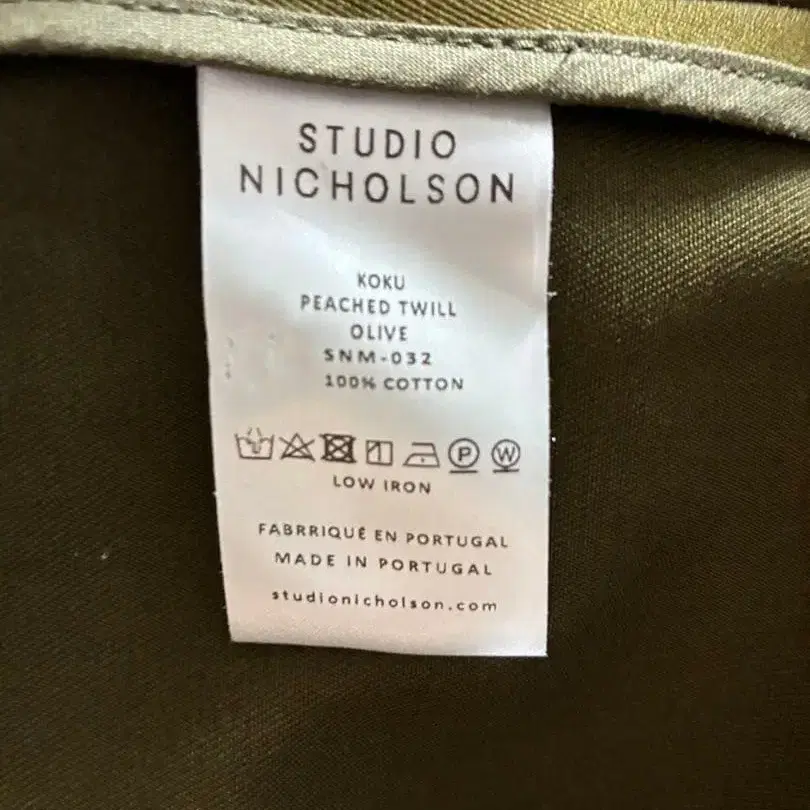 STUDIO
NICHOLSON
KOKU
PEACHED TWILL
OLIVE
SNM-032
100% COTTON
P W
LOW IRON
FABRRIQUÉ EN PORTUGAL
MADE IN PORTUGAL
studionicholson.com